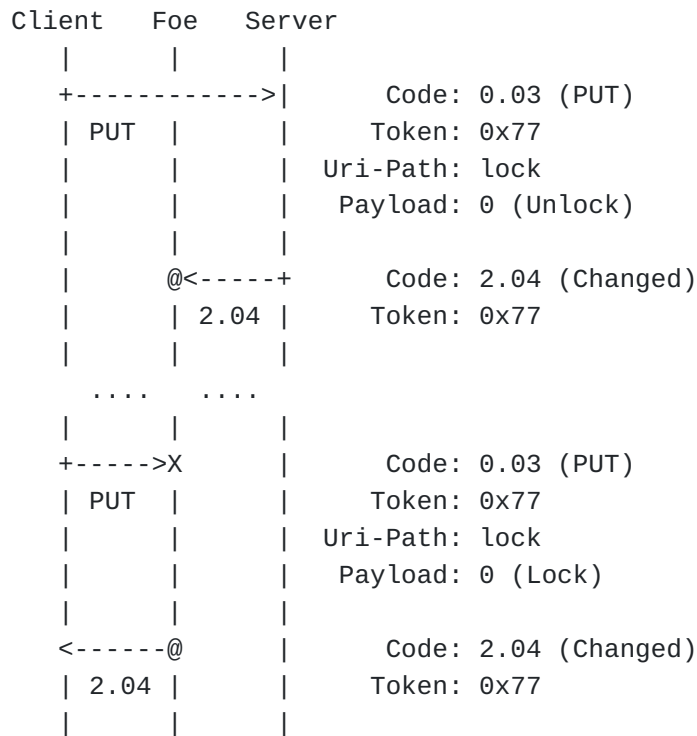 Client   Foe   Server
   |      |      |
   +------------>|      Code: 0.03 (PUT)
   | PUT  |      |     Token: 0x77
   |      |      |  Uri-Path: lock
   |      |      |   Payload: 0 (Unlock)
   |      |      |
   |      @<-----+      Code: 2.04 (Changed)
   |      | 2.04 |     Token: 0x77
   |      |      |
     ....   ....
   |      |      |
   +----->X      |      Code: 0.03 (PUT)
   | PUT  |      |     Token: 0x77
   |      |      |  Uri-Path: lock
   |      |      |   Payload: 0 (Lock)
   |      |      |
   <------@      |      Code: 2.04 (Changed)
   | 2.04 |      |     Token: 0x77
   |      |      |